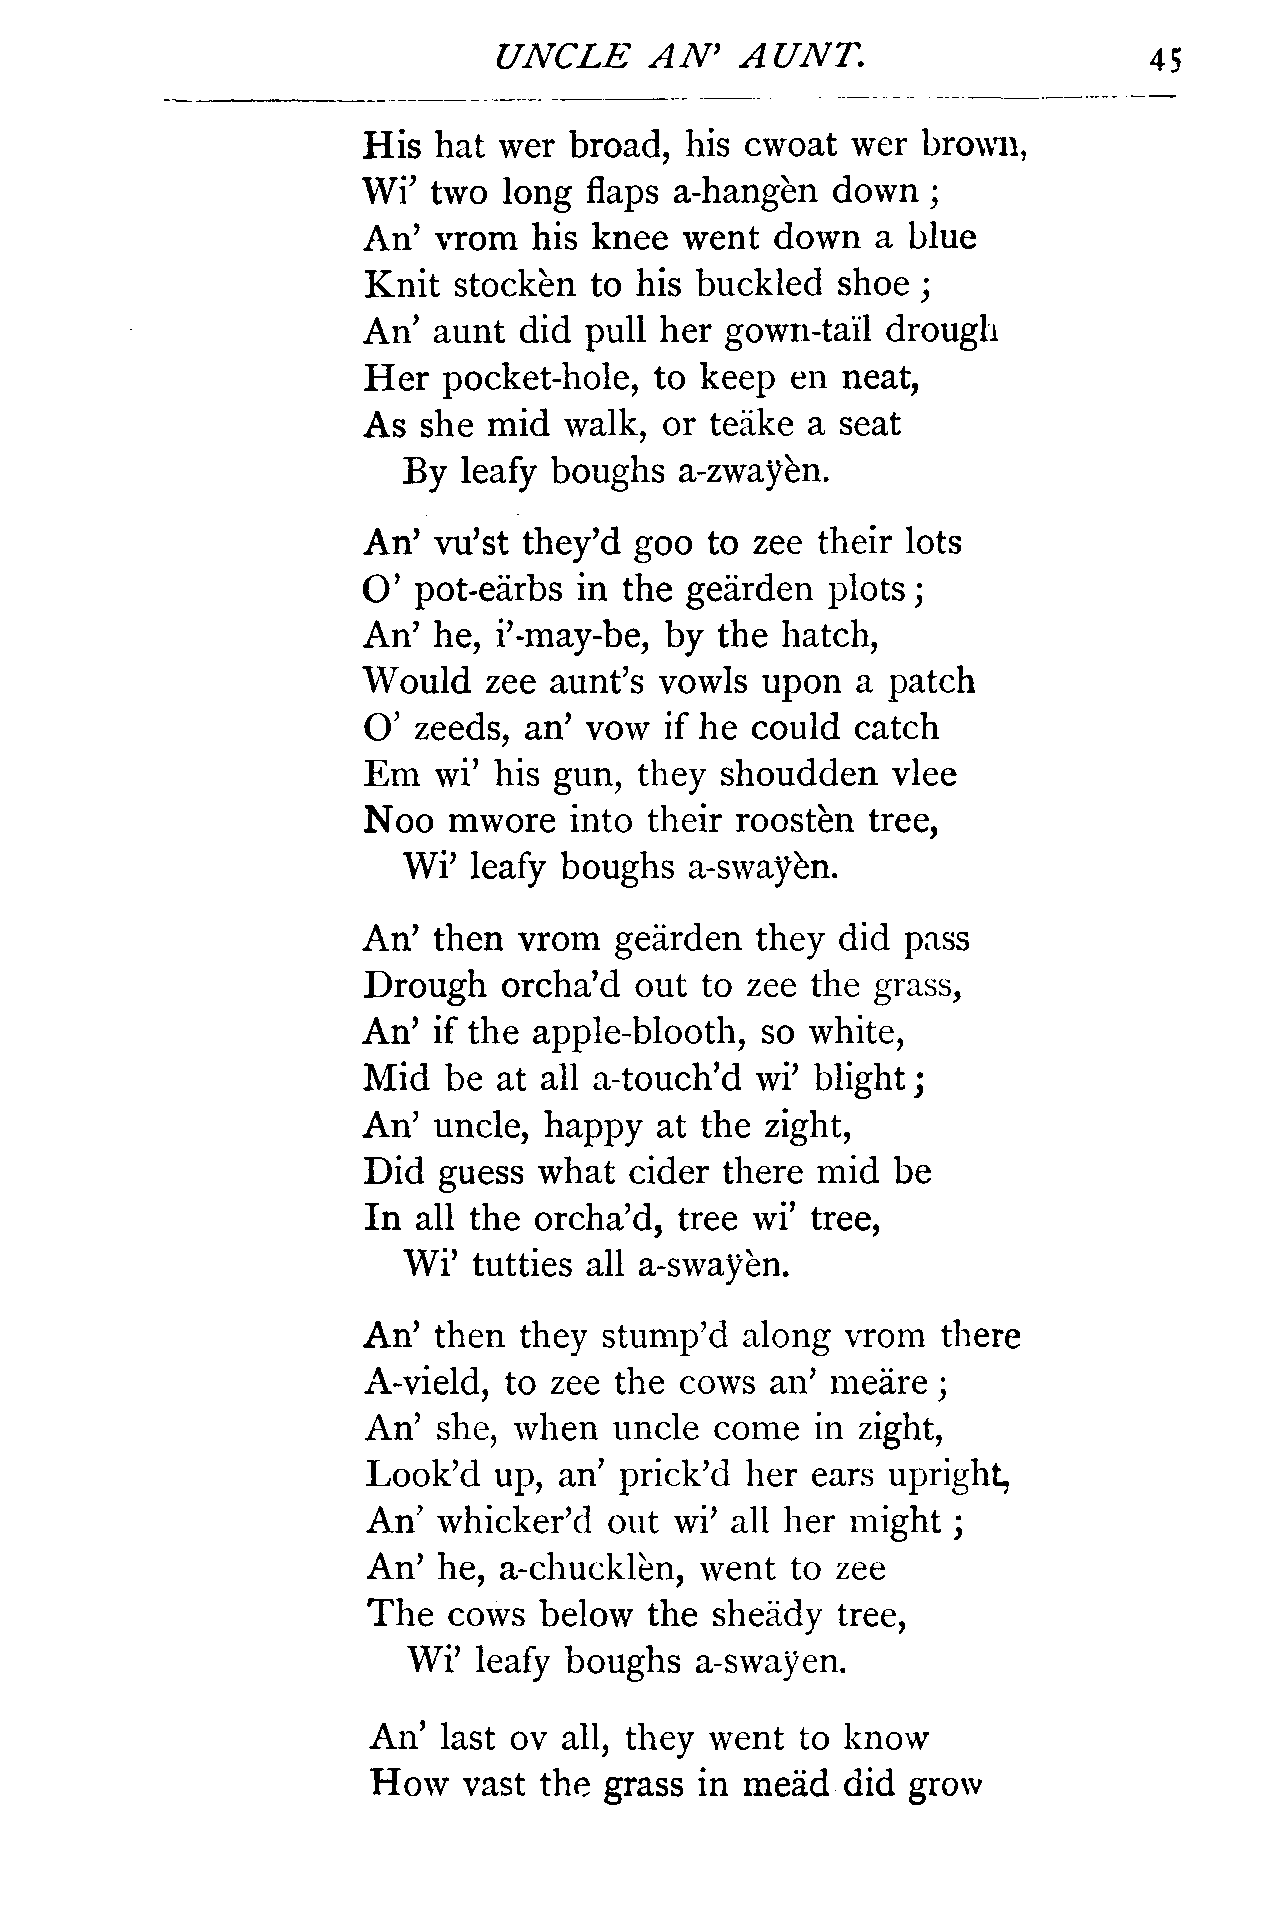 UNCLE AN' AUNT. 45
His hat wer broad, his cwoat wer brown,
Wi' two long flaps a-hangèn down ;
An' vrom his knee went down a blue
Knit stockèn to his buckled shoe ;
An' aunt did pull her gown-taïl drough
Her pocket-hole, to keep en neat,
As she mid walk, or teäke a seat
By leafy boughs a-zwaÿèn.
An' vu'st they'd goo to zee their lots
O' pot-eärbs in the geärden plots ;
An' he, i'-may-be, by the hatch,
Would zee aunt's vowls upon a patch
O' zeeds, an' vow if he could catch
Em wi' his gun, they shoudden vlee
Noo mwore into their roostèn tree,
Wi' leafy boughs a-swaÿèn.
An' then vrom geärden they did pass
Drough orcha'd out to zee the grass,
An' if the apple-blooth, so white,
Mid be at all a-touch'd wi' blight ;
An' uncle, happy at the zight,
Did guess what cider there mid be
In all the orcha'd, tree wi' tree,
Wi' tutties all a-swaÿèn.
An' then they stump'd along vrom there
A-vield, to zee the cows an' meäre ;
An' she, when uncle come in zight,
Look'd up, an' prick'd her ears upright,
An' whicker'd out wi' all her might ;
An' he, a-chucklèn, went to zee
The cows below the sheädy tree,
Wi' leafy boughs a-swaÿen.
An' last ov all, they went to know
How vast the grass in meäd did grow